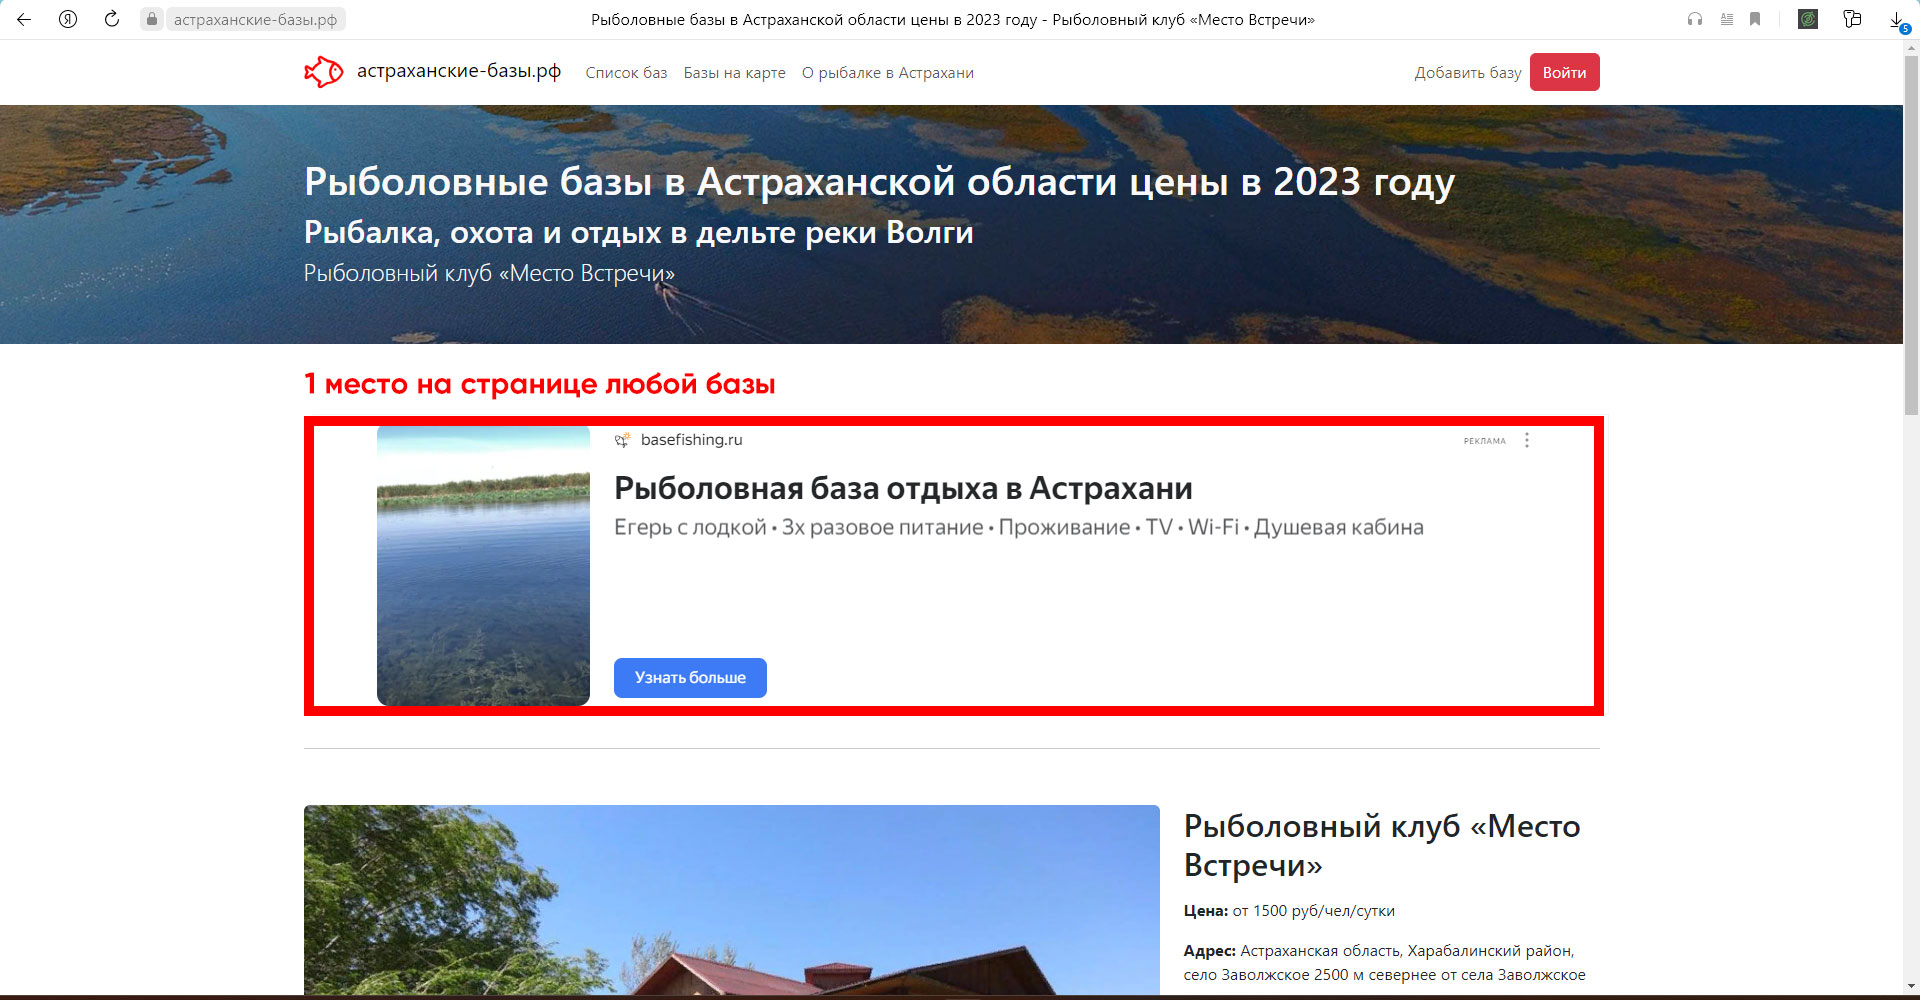 Я
астраханские-базы.рф
Рыболовные базы в Астраханской области цены в 2023 году - Рыболовный клуб «Место Встречи»
5
астраханские-базы.рф Список баз Базы на карте О рыбалке в Астрахани Добавить базу Войти
Рыболовные базы в Астраханской области цены в 2023 году
Рыбалка, охота и отдых в дельте реки Волги
Рыболовный клуб «Место Встречи»
1 место на странице любой базы
basefishing.ru РЕКЛАМА
Рыболовная база отдыха в Астрахани
Егерь с лодкой • 3х разовое питание • Проживание • TV • Wi-Fi • Душевая кабина
Узнать больше
Рыболовный клуб «Место
Встречи»
Цена: от 1500 руб/чел/сутки
Адрес: Астраханская область, Харабалинский район,
село Заволжское 2500 м севернее от села Заволжское